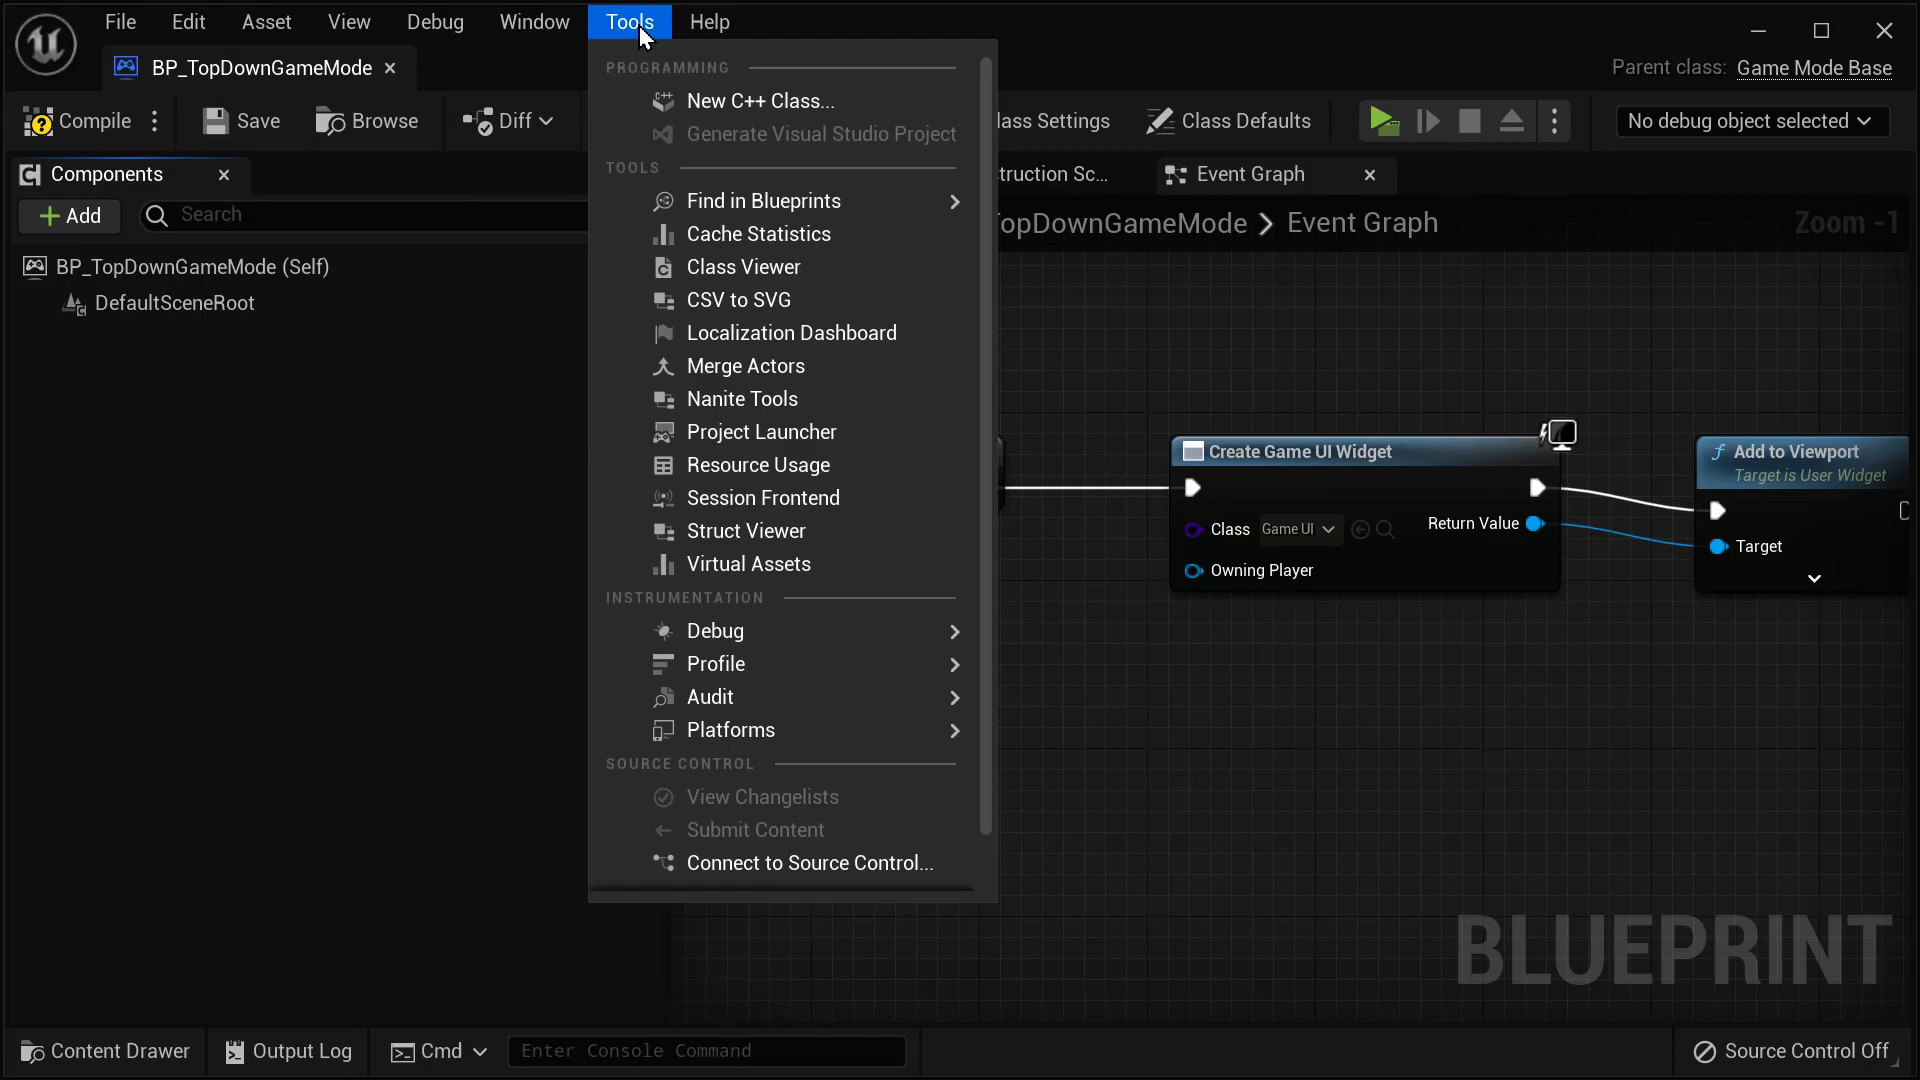 File Edit Asset View Debug Window Tools Help
BP_TopDownGameMode
Parent class: Game Mode Base
Compile Save Browse Diff lass Settings Class Defaults No debug object selected
Components
truction Sc... Event Graph
Add Search
opDownGameMode > Event Graph Zoom -1
BP_TopDownGameMode (Self)
DefaultSceneRoot
PROGRAMMING
New C++ Class...
Generate Visual Studio Project
TOOLS
Find in Blueprints
Cache Statistics
Class Viewer
CSV to SVG
Localization Dashboard
Merge Actors
Nanite Tools
Project Launcher
Resource Usage
Session Frontend
Struct Viewer
Virtual Assets
INSTRUMENTATION
Debug
Profile
Audit
Platforms
SOURCE CONTROL
View Changelists
Submit Content
Connect to Source Control...
Create Game UI Widget
Class Game UI
Return Value
Owning Player
Add to Viewport
Target is User Widget
Target
BLUEPRINT
Content Drawer Output Log Cmd Enter Console Command Source Control Off